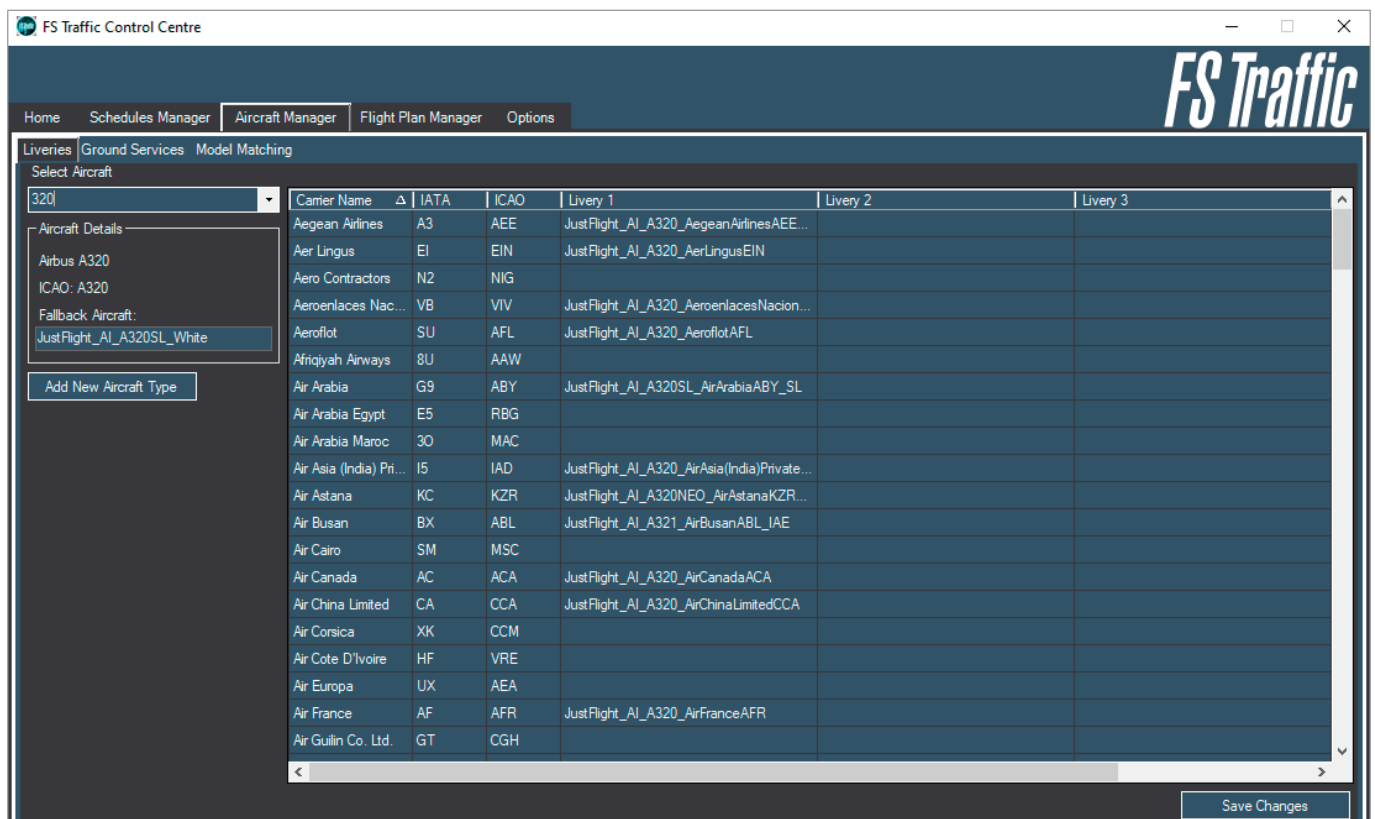 FS Traffic Control Centre
FS Traffic
Home Schedules Manager Aircraft Manager Flight Plan Manager Options
Liveries Ground Services Model Matching
Select Aircraft
320
Aircraft Details
Airbus A320
ICAO: A320
Fallback Aircraft:
JustFlight_AI_A320SL_White
Add New Aircraft Type
Carrier Name IATA ICAO Livery 1 Livery 2 Livery 3
Aegean Airlines A3 AEE JustFlight_AI_A320_AegeanAirlinesAEE...
Aer Lingus EI EIN JustFlight_AI_A320_AerLingusEIN
Aero Contractors N2 NIG
Aeroenlaces Nac... VB VIV JustFlight_AI_A320_AeroenlacesNacion...
Aeroflot SU AFL JustFlight_AI_A320_AeroflotAFL
Afriqiyah Airways 8U AAW
Air Arabia G9 ABY JustFlight_AI_A320SL_AirArabiaABY_SL
Air Arabia Egypt E5 RBG
Air Arabia Maroc 3O MAC
Air Asia (India) Pri... I5 IAD JustFlight_AI_A320_AirAsia(India)Private...
Air Astana KC KZR JustFlight_AI_A320NEO_AirAstanaKZR...
Air Busan BX ABL JustFlight_AI_A321_AirBusanABL_IAE
Air Cairo SM MSC
Air Canada AC ACA JustFlight_AI_A320_AirCanadaACA
Air China Limited CA CCA JustFlight_AI_A320_AirChinaLimitedCCA
Air Corsica XK CCM
Air Cote D'Ivoire HF VRE
Air Europa UX AEA
Air France AF AFR JustFlight_AI_A320_AirFranceAFR
Air Guilin Co. Ltd. GT CGH
Save Changes